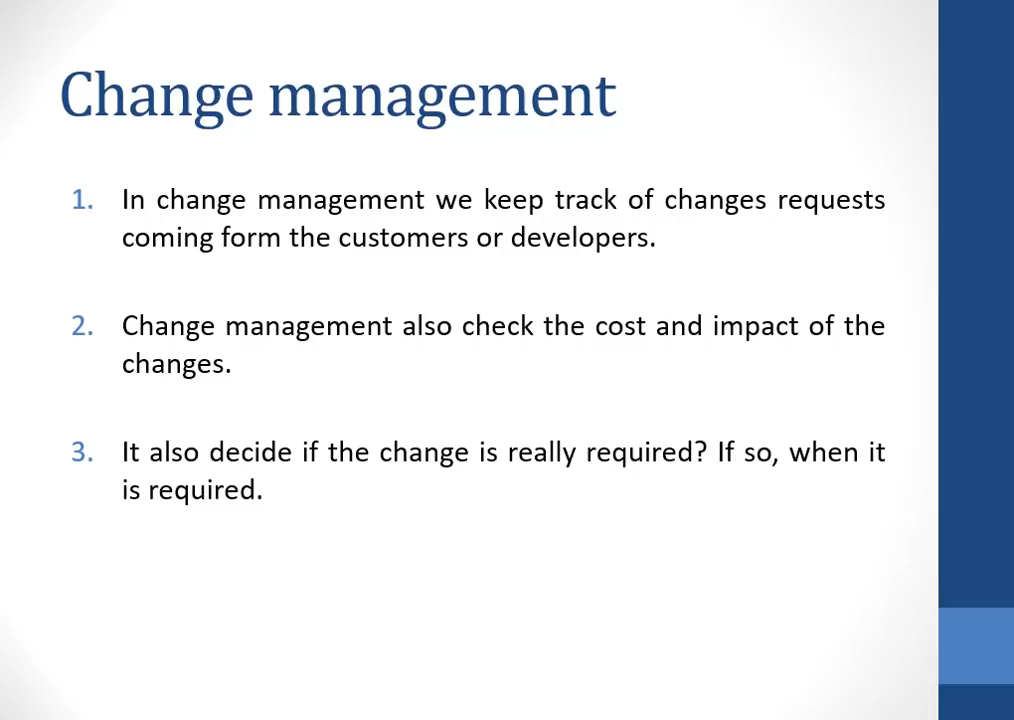 Change management
1. In change management we keep track of changes requests
coming form the customers or developers.
2. Change management also check the cost and impact of the
changes.
3. It also decide if the change is really required? If so, when it
is required.